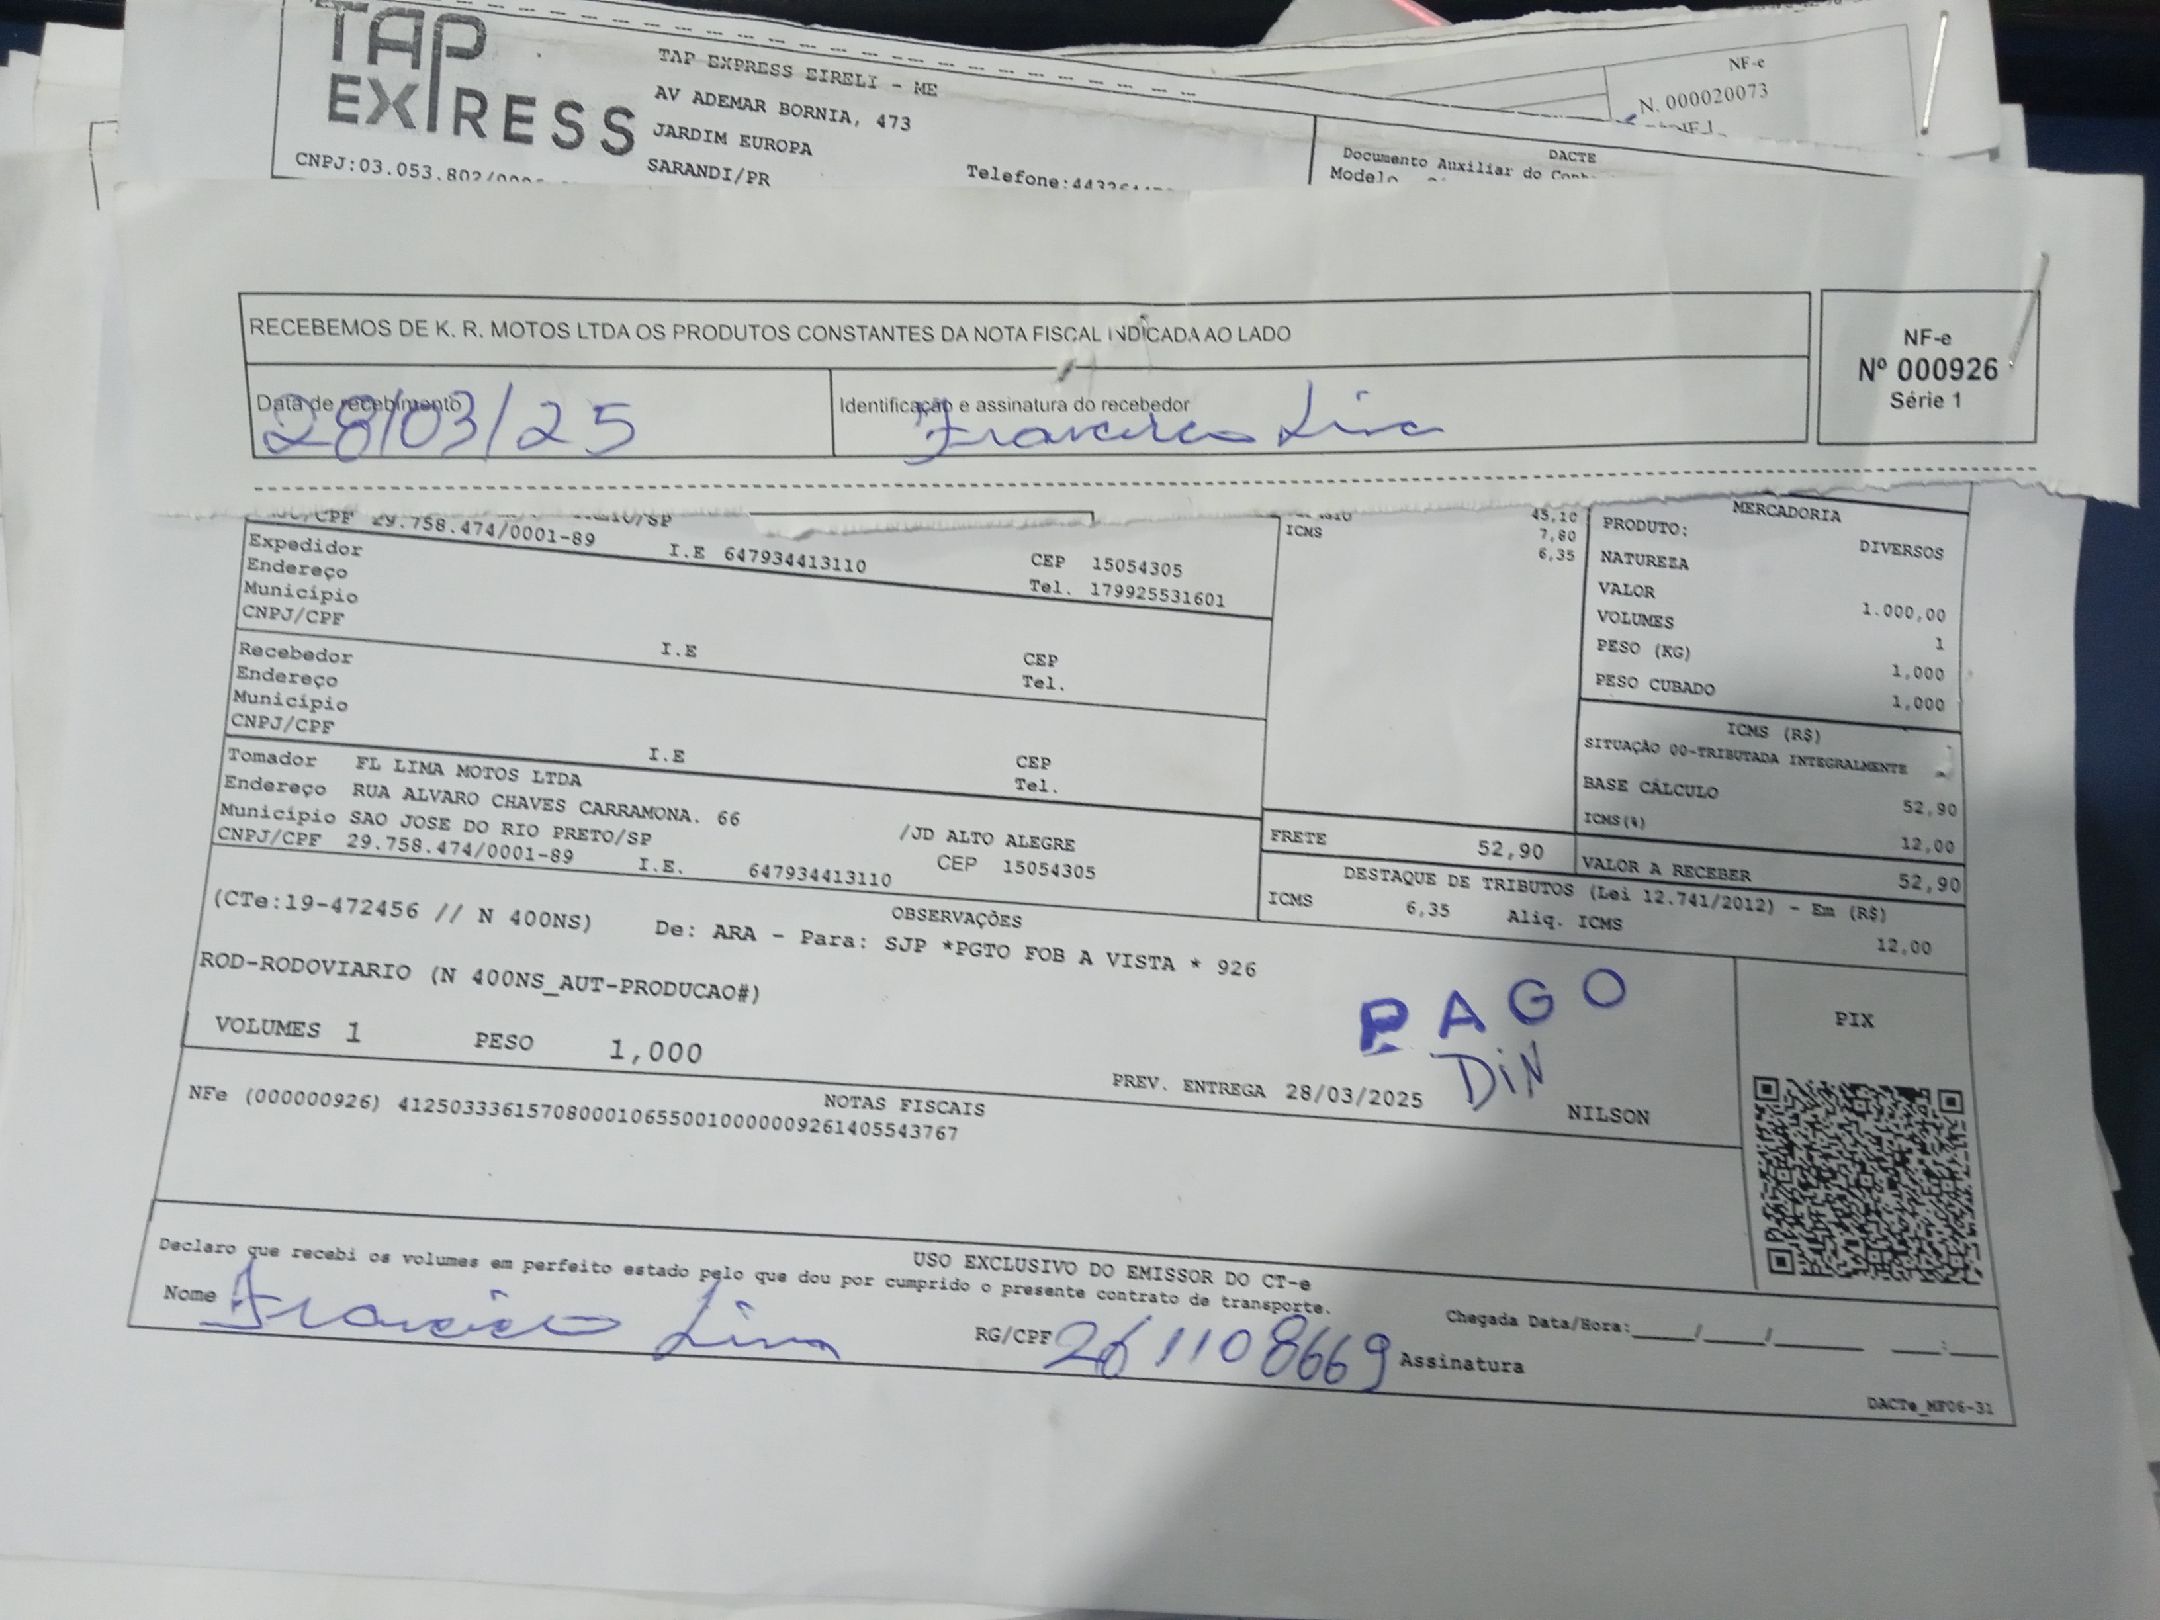 TAP
EXPRESS
TAP EXPRESS EIRELI - ME
AV ADEMAR BORNIA, 473
JARDIM EUROPA
SARANDI/PR
CNPJ:03.053.802/
Telefone:
NF-e
N. 000020073
DACTE
Documento Auxiliar do
Modelo
RECEBEMOS DE K. R. MOTOS LTDA OS PRODUTOS CONSTANTES DA NOTA FISCAL INDICADA AO LADO
Data de recebimento
28/03/25
Identificação e assinatura do recebedor
Francisco Lima
NF-e
Nº 000926
Série 1
/CPF 29.758.474/0001-89 I.E 647934413110 CEP 15054305
Tel. 179925531601
Expedidor
Endereço
Município
CNPJ/CPF I.E CEP
Tel.
Recebedor
Endereço
Município
CNPJ/CPF I.E CEP
Tel.
Tomador FL LIMA MOTOS LTDA
Endereço RUA ALVARO CHAVES CARRAMONA. 66 /JD ALTO ALEGRE
Município SAO JOSE DO RIO PRETO/SP CEP 15054305
CNPJ/CPF 29.758.474/0001-89 I.E. 647934413110
45,10
ICMS 7,80
6,35
FRETE 52,90
MERCADORIA
PRODUTO: DIVERSOS
NATUREZA
VALOR 1.000,00
VOLUMES 1
PESO (KG) 1,000
PESO CUBADO 1,000
ICMS (R$)
SITUAÇÃO 00-TRIBUTADA INTEGRALMENTE
BASE CÁLCULO 52,90
ICMS(%) 12,00
VALOR A RECEBER 52,90
DESTAQUE DE TRIBUTOS (Lei 12.741/2012) - Em (R$)
ICMS 6,35 Aliq. ICMS 12,00
OBSERVAÇÕES
(CTe:19-472456 // N 400NS) De: ARA - Para: SJP *PGTO FOB A VISTA * 926
ROD-RODOVIARIO (N 400NS_AUT-PRODUCAO#)
PAGO
DiN
VOLUMES 1 PESO 1,000
PREV. ENTREGA 28/03/2025 NILSON
PIX
NOTAS FISCAIS
NFe (000000926) 41250333615708000106550010000009261405543767
USO EXCLUSIVO DO EMISSOR DO CT-e
Declaro que recebi os volumes em perfeito estado pelo que dou por cumprido o presente contrato de transporte.
Nome Francisco Lima RG/CPF 261108669 Assinatura
Chegada Data/Hora:____/____/________ ____:____
DACTe_MF06-31